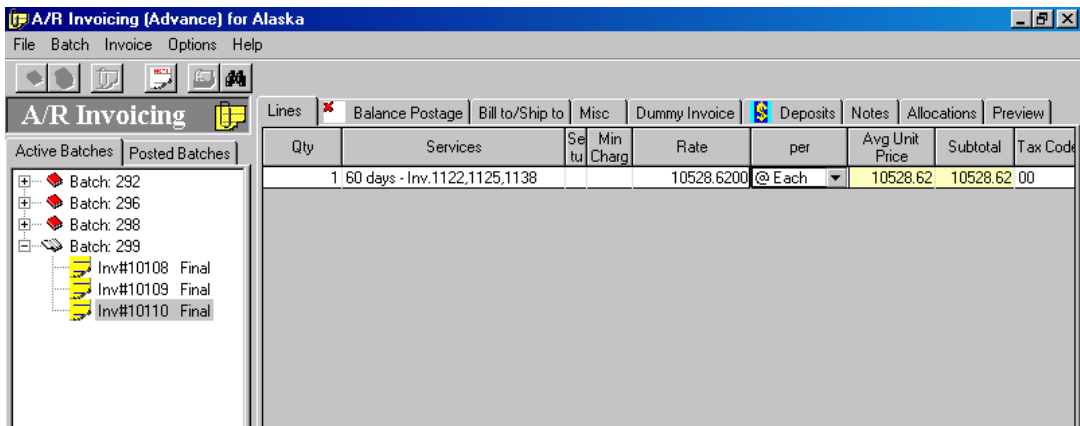 A/R Invoicing (Advance) for Alaska
File Batch Invoice Options Help
A/R Invoicing
Active Batches Posted Batches
Batch: 292
Batch: 296
Batch: 298
Batch: 299
Inv#10108 Final
Inv#10109 Final
Inv#10110 Final
Lines Balance Postage Bill to/Ship to Misc Dummy Invoice $ Deposits Notes Allocations Preview
Qty Services Se tu Min Charg Rate per Avg Unit Price Subtotal Tax Code
1 60 days - Inv.1122,1125,1138 10528.6200 @ Each 10528.62 10528.62 00